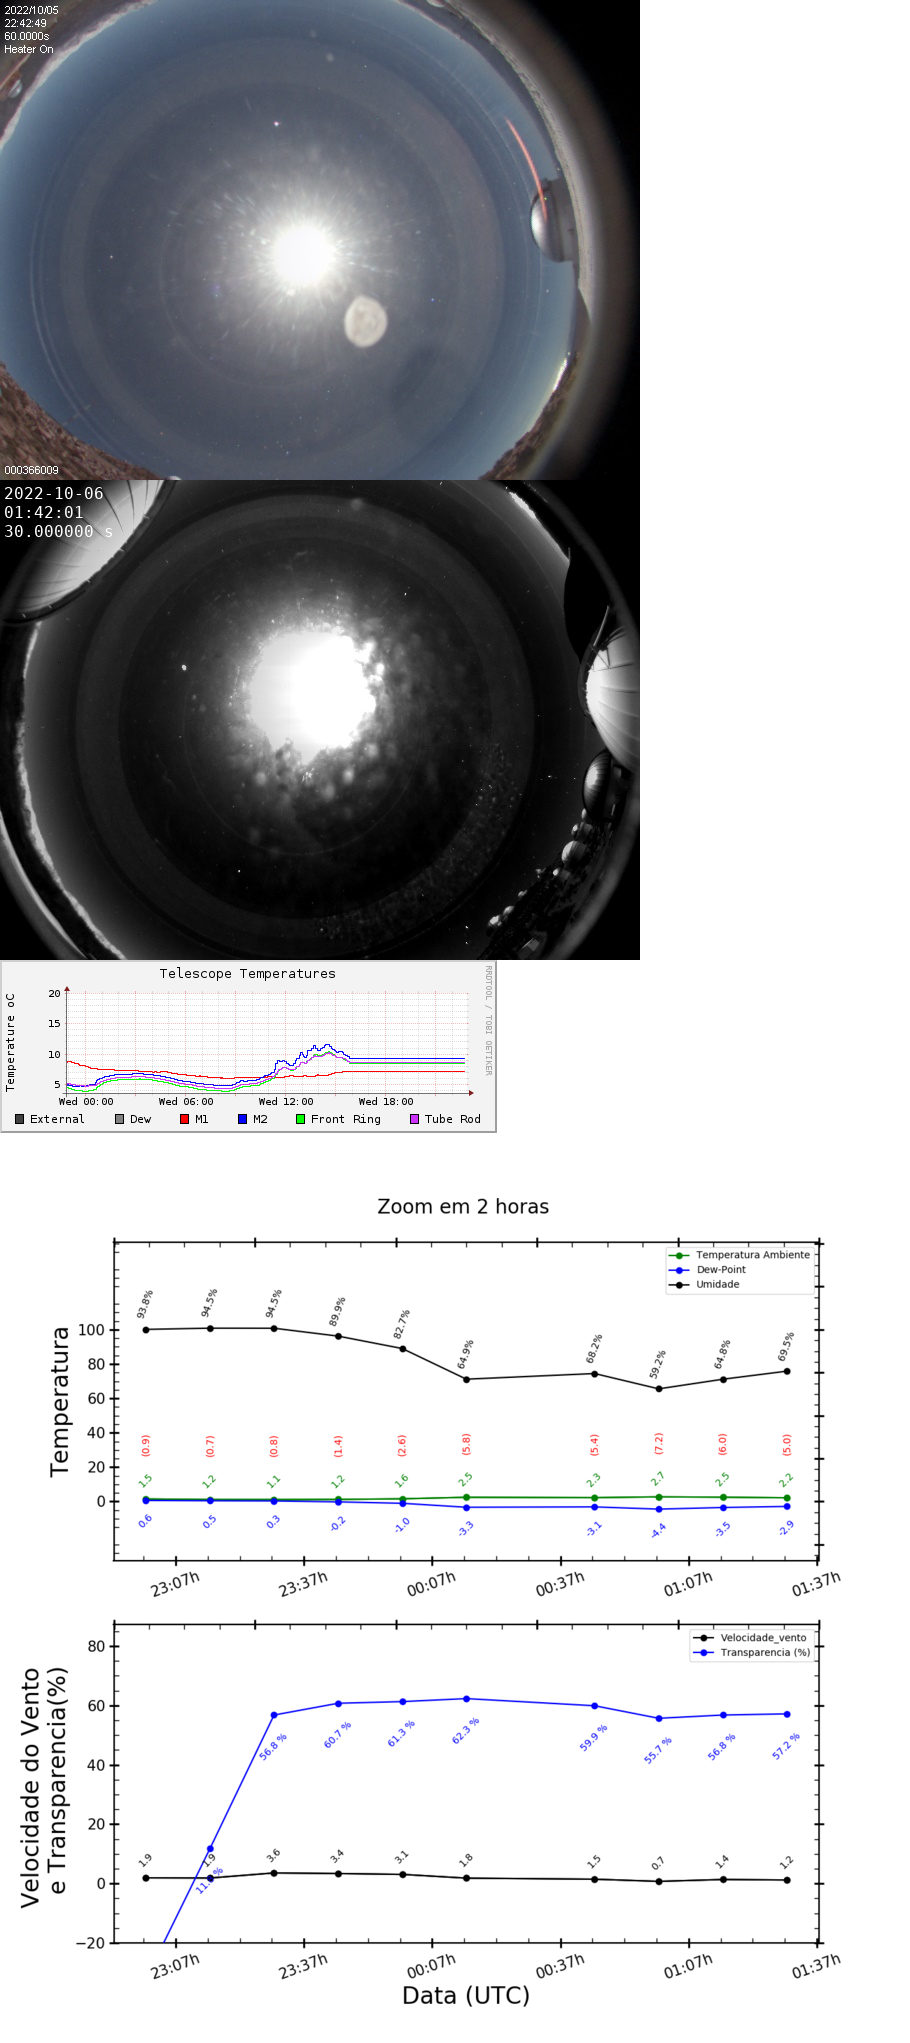 2022/10/05
22:42:49
60.0000s
Heater On
000366009
2022-10-06
01:42:01
30.000000 s
Telescope Temperatures
RRDTOOL / TOBI OETIKER
Temperature oC
20
15
10
5
Wed 00:00 Wed 06:00 Wed 12:00 Wed 18:00
External Dew M1 M2 Front Ring Tube Rod
Zoom em 2 horas
Temperatura Ambiente
Dew-Point
Umidade
Temperatura
100
80
60
40
20
0
93.8% 94.5% 94.5% 89.9% 82.7% 64.9% 68.2% 59.2% 64.8% 69.5%
(0.9) (0.7) (0.8) (1.4) (2.6) (5.8) (5.4) (7.2) (6.0) (5.0)
1.5 1.2 1.1 1.2 1.6 2.5 2.3 2.7 2.5 2.2
0.6 0.5 0.3 -0.2 -1.0 -3.3 -3.1 -4.4 -3.5 -2.9
23:07h 23:37h 00:07h 00:37h 01:07h 01:37h
Velocidade_vento
Transparencia (%)
Velocidade do Vento
e Transparencia(%)
80
60
40
20
0
−20
56.8 % 60.7 % 61.3 % 62.3 % 59.9 % 55.7 % 56.8 % 57.2 %
1.9 1.9 3.6 3.4 3.1 1.8 1.5 0.7 1.4 1.2
23:07h 23:37h 00:07h 00:37h 01:07h 01:37h
Data (UTC)